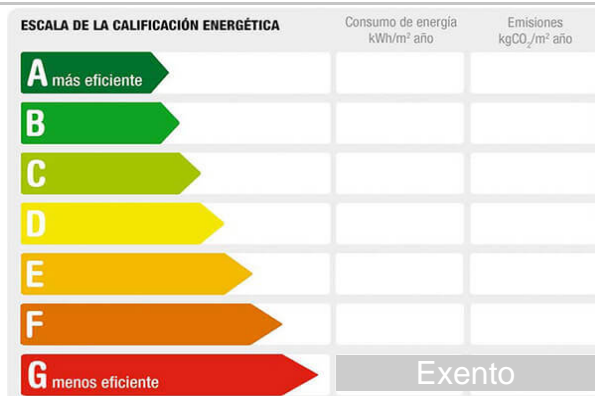 ESCALA DE LA CALIFICACIÓN ENERGÉTICA
Consumo de energía
kWh/m² año
Emisiones
kgCO₂/m² año
A más eficiente
B
C
D
E
F
G menos eficiente
Exento